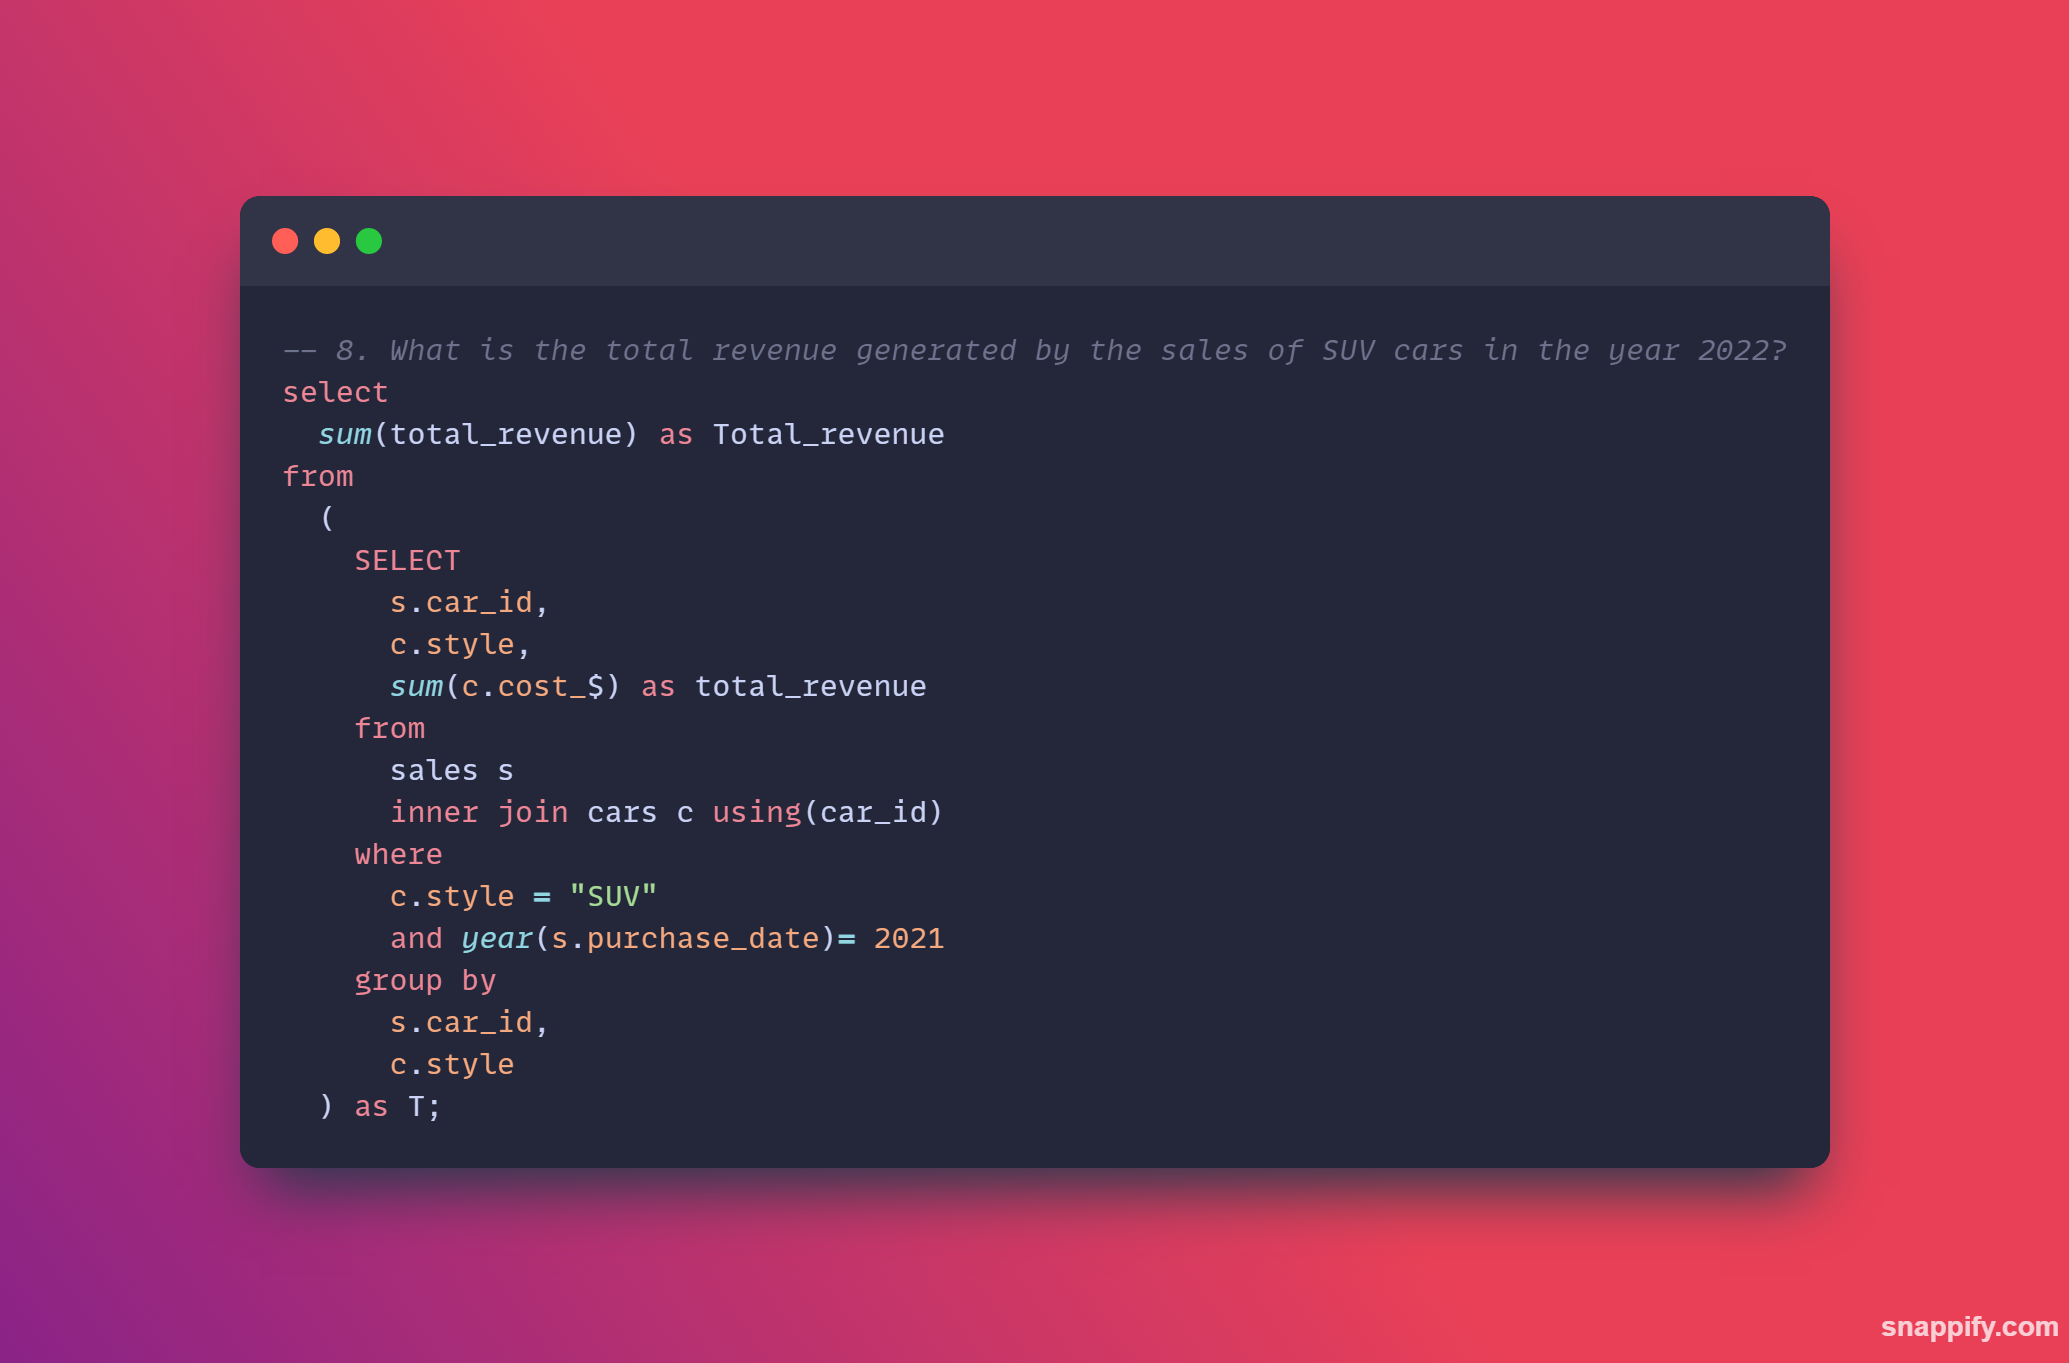 -- 8. What is the total revenue generated by the sales of SUV cars in the year 2022?
select
  sum(total_revenue) as Total_revenue
from
  (
    SELECT
      s.car_id,
      c.style,
      sum(c.cost_$) as total_revenue
    from
      sales s
      inner join cars c using(car_id)
    where
      c.style = "SUV"
      and year(s.purchase_date)= 2021
    group by
      s.car_id,
      c.style
  ) as T;
snappify.com